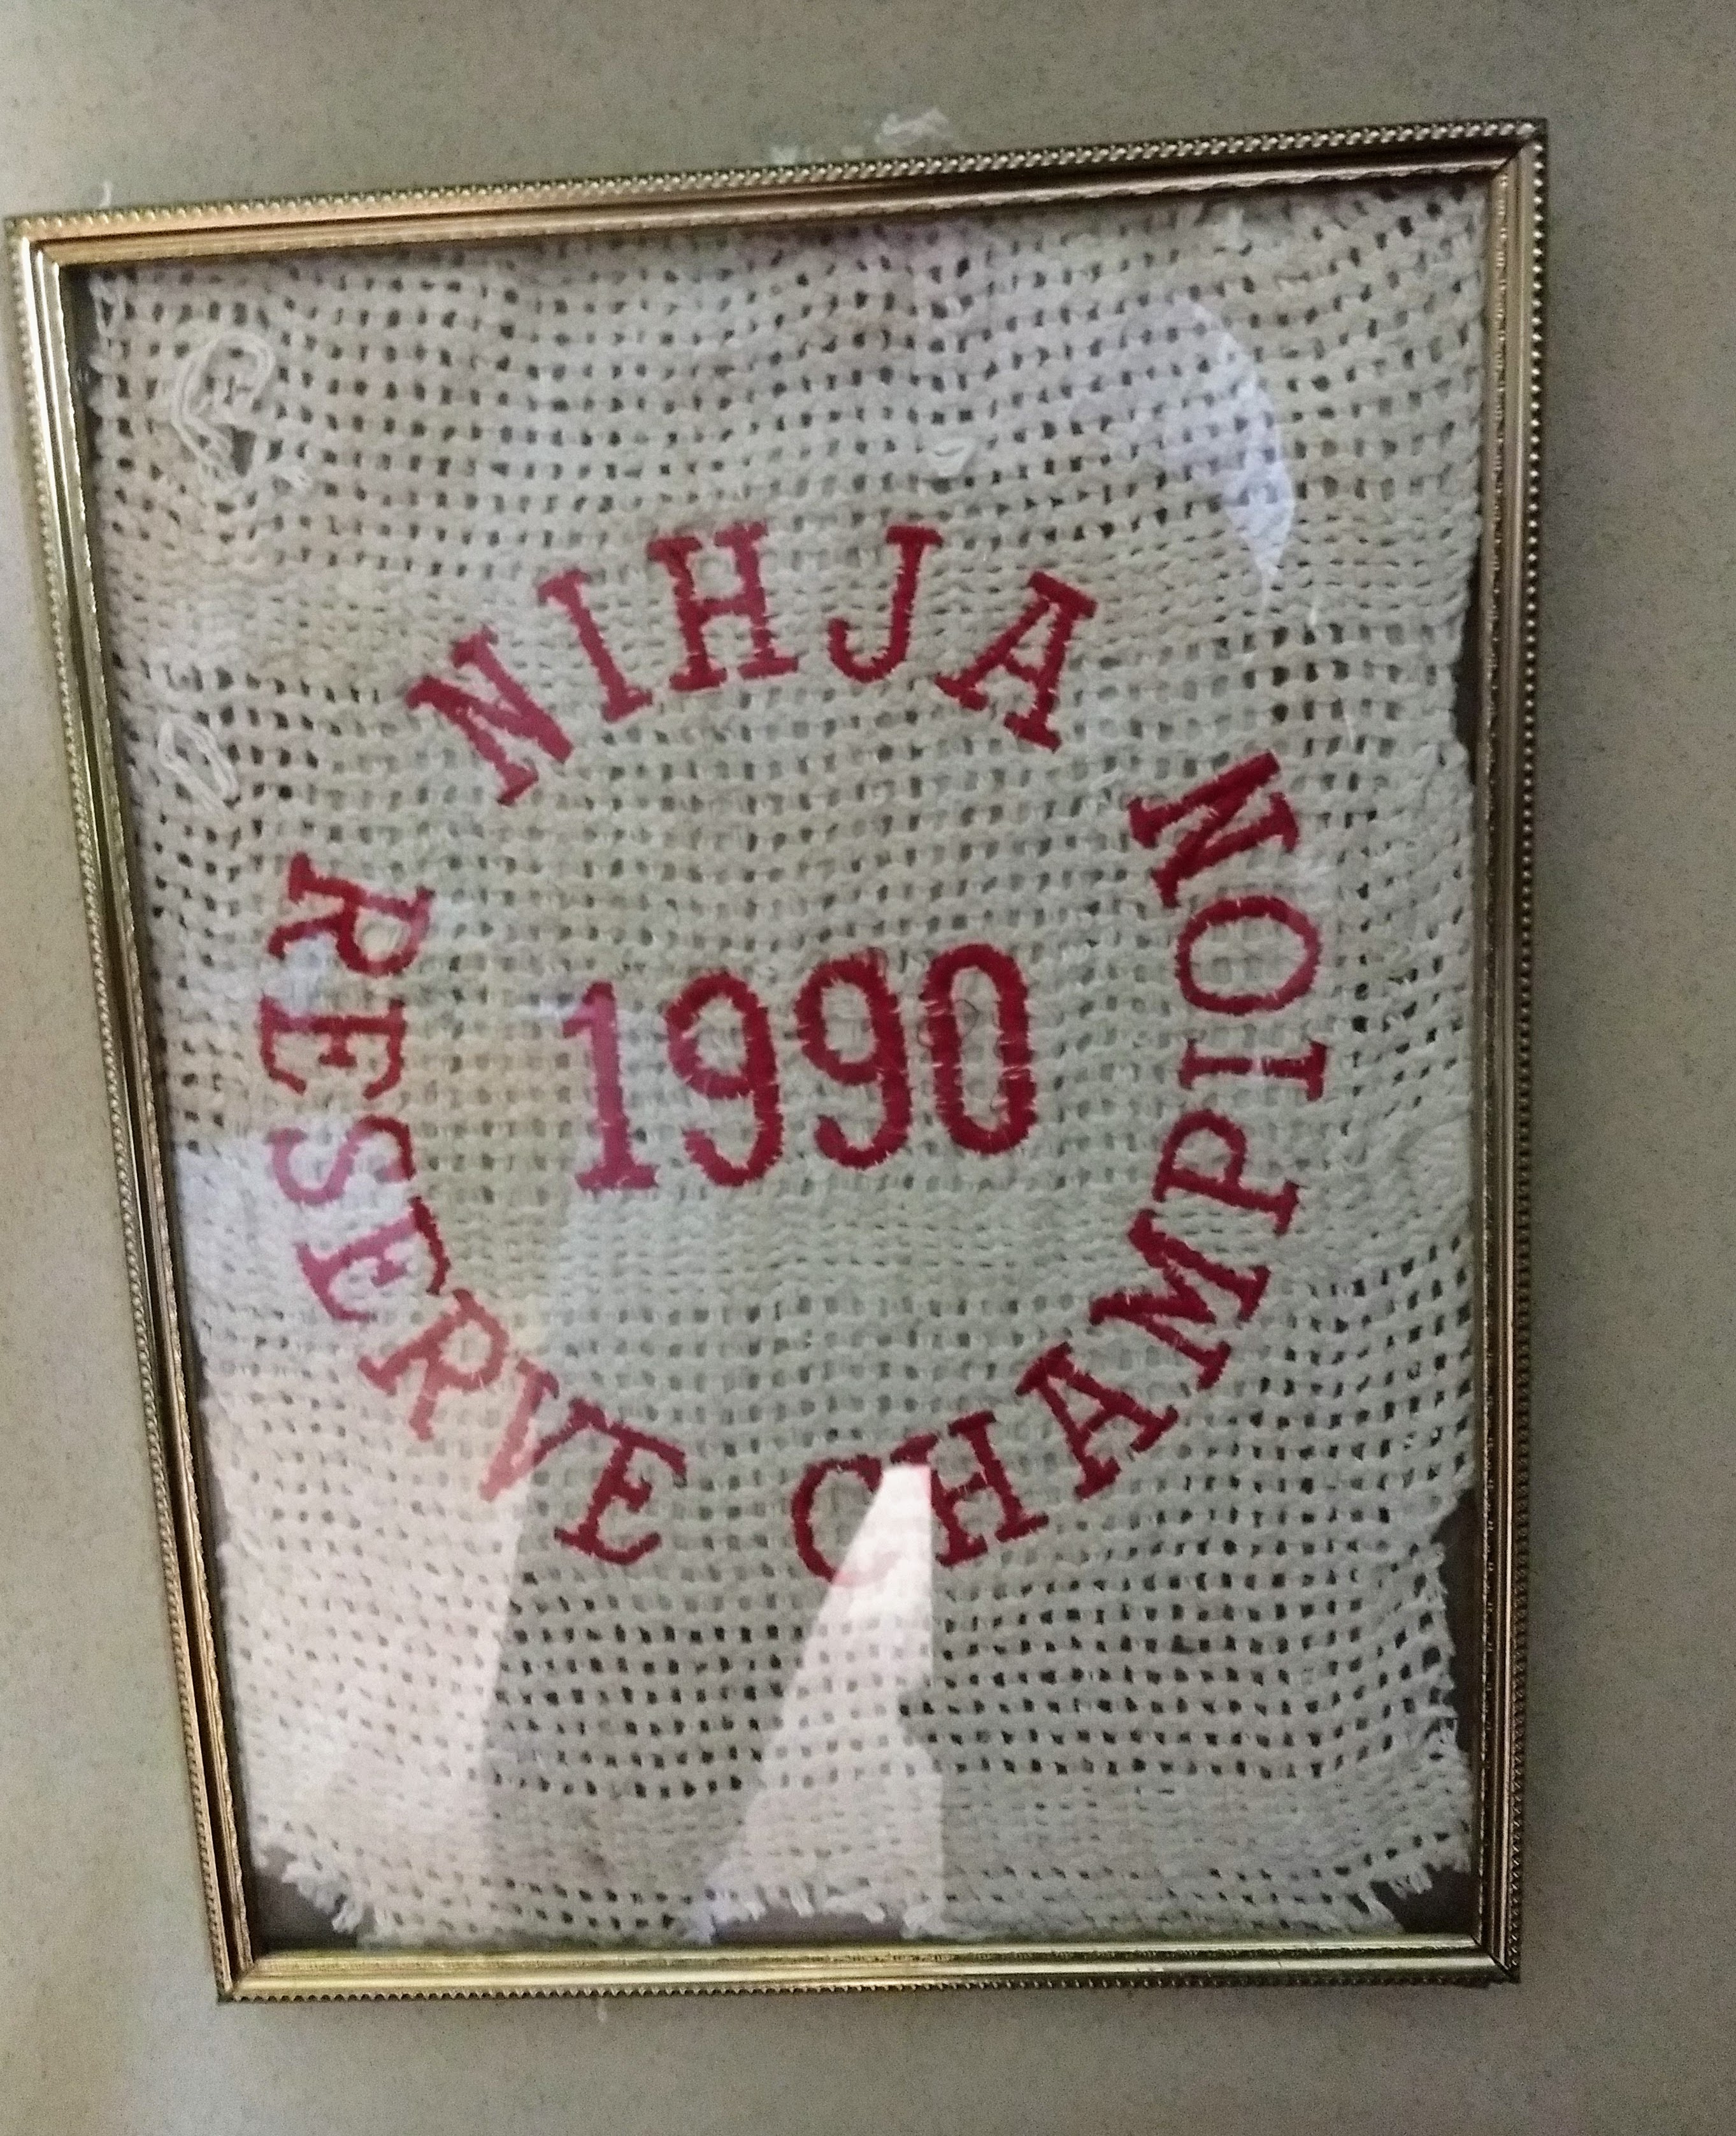 NIHJA
1990
RESERVE CHAMPION